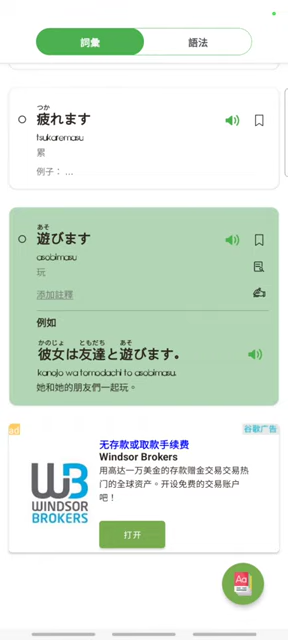 詞彙
語法
つか
疲れます
tsukaremasu
累
例子： ...
あそ
遊びます
asobimasu
玩
添加註釋
例如
かのじょ ともだち あそ
彼女は友達と遊びます。
kanojo wa tomodachi to asobimasu.
她和她的朋友們一起玩。
ad
谷歌广告
无存款或取款手续费
Windsor Brokers
用高达一万美金的存款赠金交易交易热
门的全球资产。开设免费的交易账户
吧！
WB
WINDSOR
BROKERS
打开
Aa